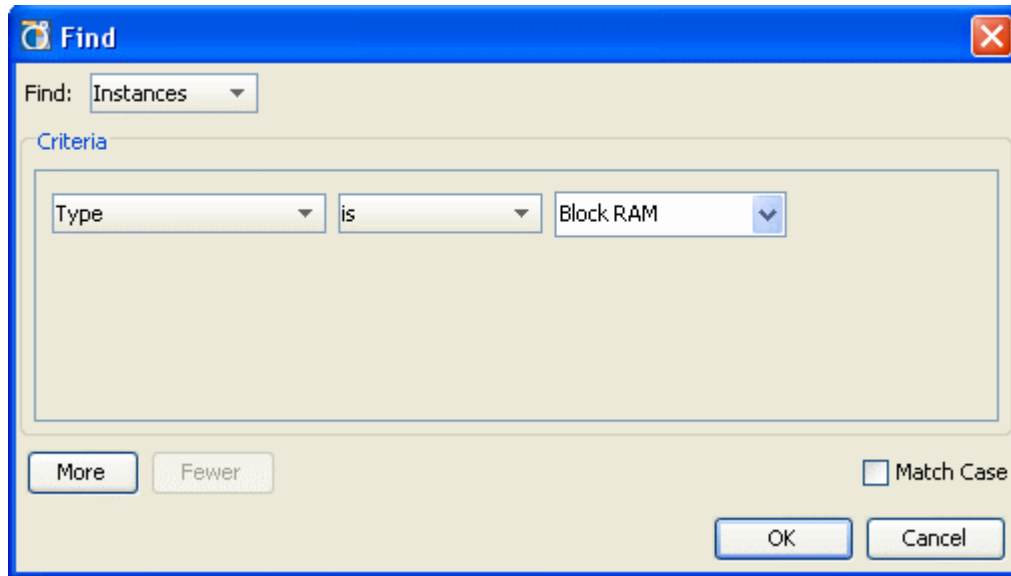 Find
Find: Instances
Criteria
Type is Block RAM
More Fewer Match Case
OK Cancel